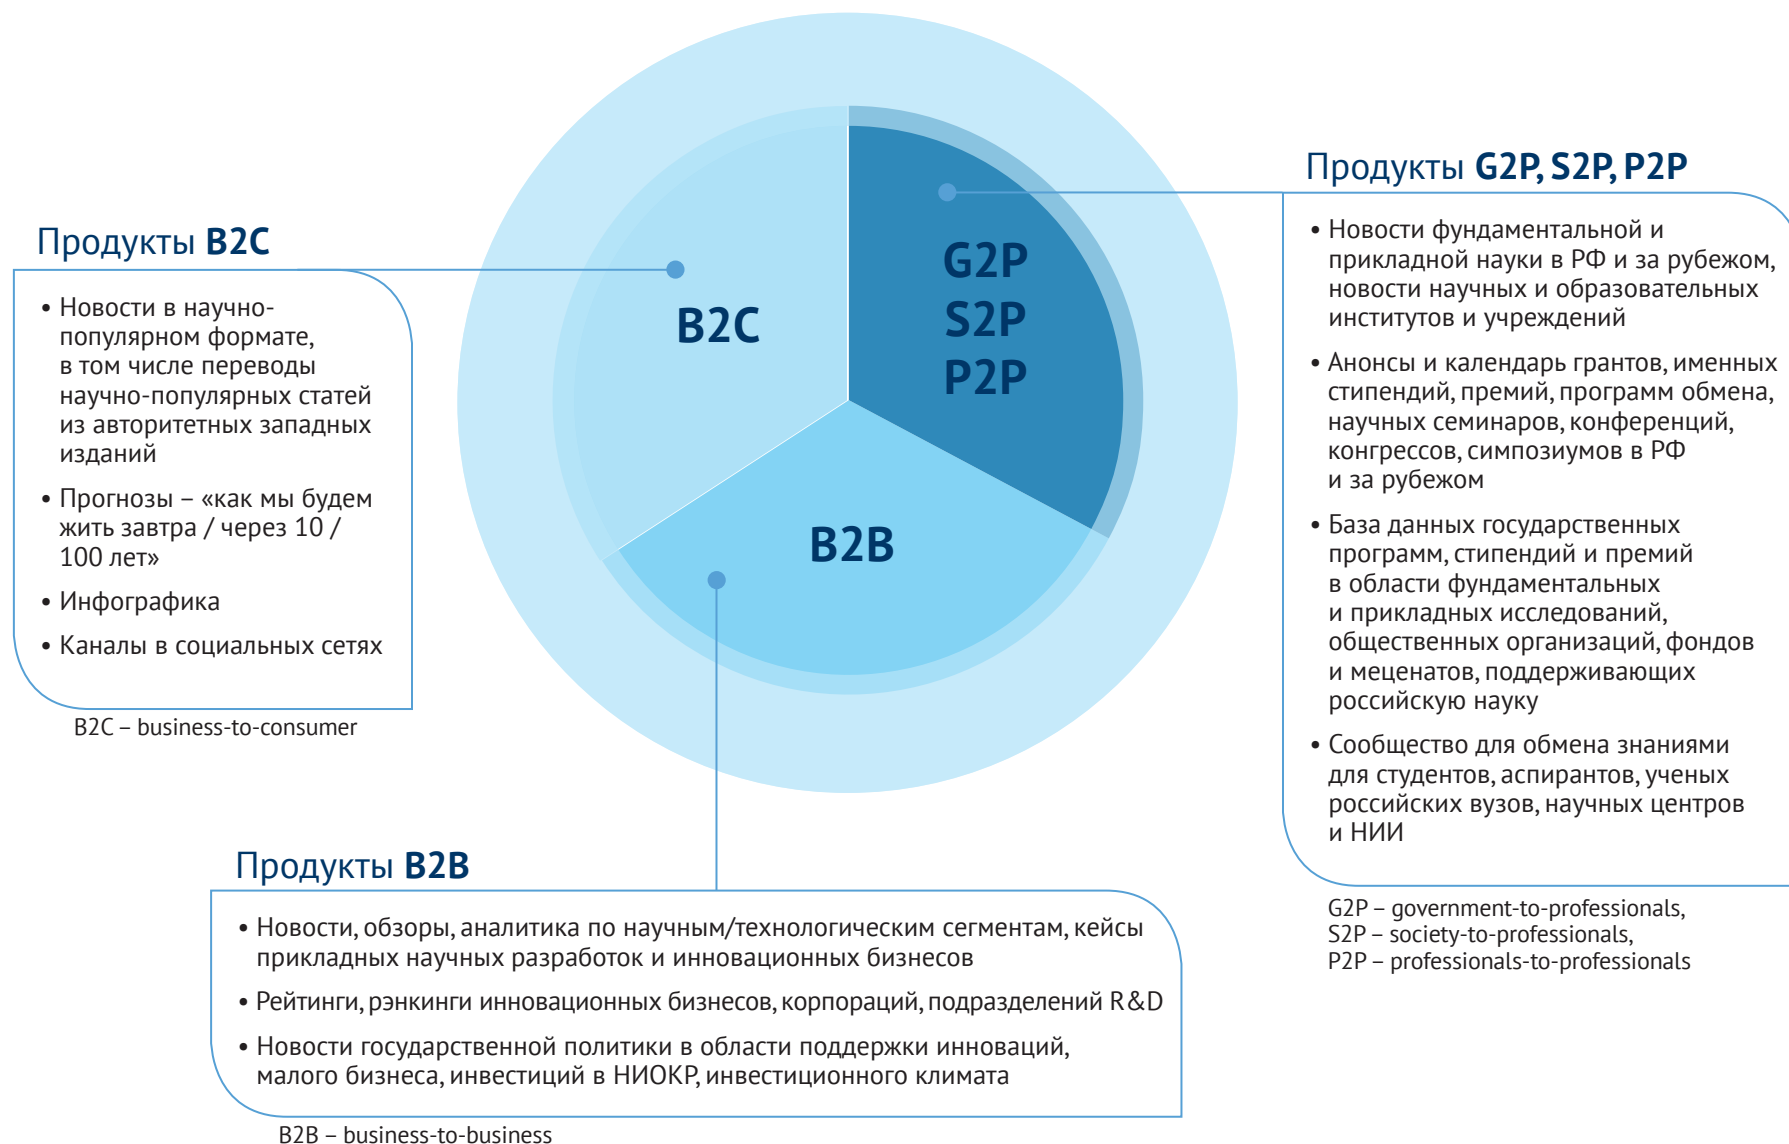 Продукты B2C
• Новости в научно-
популярном формате,
в том числе переводы
научно-популярных статей
из авторитетных западных
изданий
• Прогнозы – «как мы будем
жить завтра / через 10 /
100 лет»
• Инфографика
• Каналы в социальных сетях
B2C – business-to-consumer
B2C
G2P
S2P
P2P
B2B
Продукты G2P, S2P, P2P
• Новости фундаментальной и
прикладной науки в РФ и за рубежом,
новости научных и образовательных
институтов и учреждений
• Анонсы и календарь грантов, именных
стипендий, премий, программ обмена,
научных семинаров, конференций,
конгрессов, симпозиумов в РФ
и за рубежом
• База данных государственных
программ, стипендий и премий
в области фундаментальных
и прикладных исследований,
общественных организаций, фондов
и меценатов, поддерживающих
российскую науку
• Сообщество для обмена знаниями
для студентов, аспирантов, ученых
российских вузов, научных центров
и НИИ
G2P – government-to-professionals,
S2P – society-to-professionals,
P2P – professionals-to-professionals
Продукты B2B
• Новости, обзоры, аналитика по научным/технологическим сегментам, кейсы
прикладных научных разработок и инновационных бизнесов
• Рейтинги, рэнкинги инновационных бизнесов, корпораций, подразделений R&D
• Новости государственной политики в области поддержки инноваций,
малого бизнеса, инвестиций в НИОКР, инвестиционного климата
B2B – business-to-business